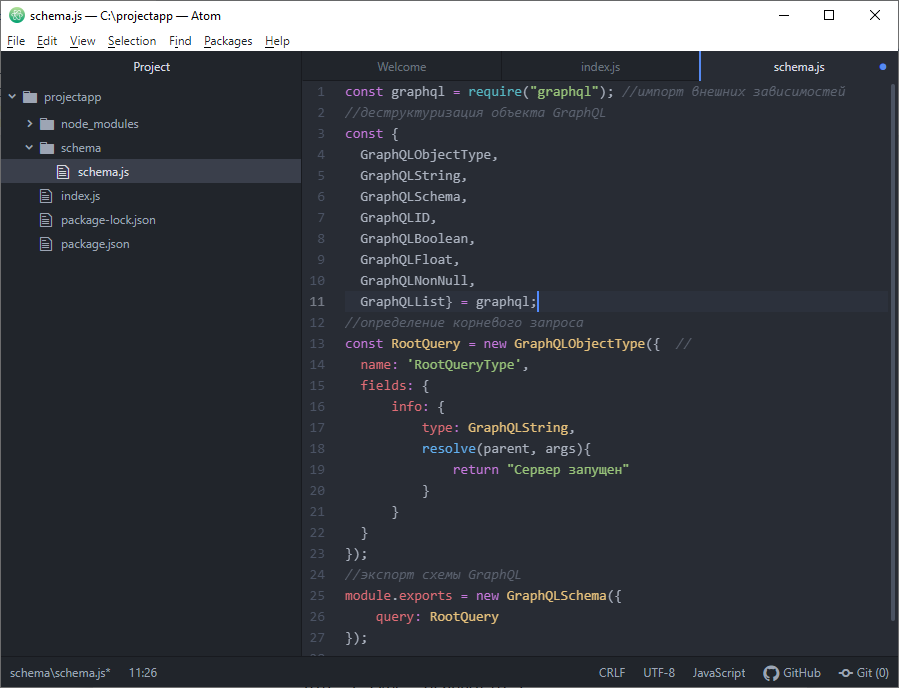 schema.js — C:\projectapp — Atom
File Edit View Selection Find Packages Help
Project
projectapp
node_modules
schema
schema.js
index.js
package-lock.json
package.json
Welcome index.js schema.js
1 const graphql = require("graphql"); //импорт внешних зависимостей
2 //деструктуризация объекта GraphQL
3 const {
4 GraphQLObjectType,
5 GraphQLString,
6 GraphQLSchema,
7 GraphQLID,
8 GraphQLBoolean,
9 GraphQLFloat,
10 GraphQLNonNull,
11 GraphQLList} = graphql;
12 //определение корневого запроса
13 const RootQuery = new GraphQLObjectType({ //
14 name: 'RootQueryType',
15 fields: {
16 info: {
17 type: GraphQLString,
18 resolve(parent, args){
19 return "Сервер запущен"
20 }
21 }
22 }
23 });
24 //экспорт схемы GraphQL
25 module.exports = new GraphQLSchema({
26 query: RootQuery
27 });
schema\schema.js* 11:26 CRLF UTF-8 JavaScript GitHub Git (0)